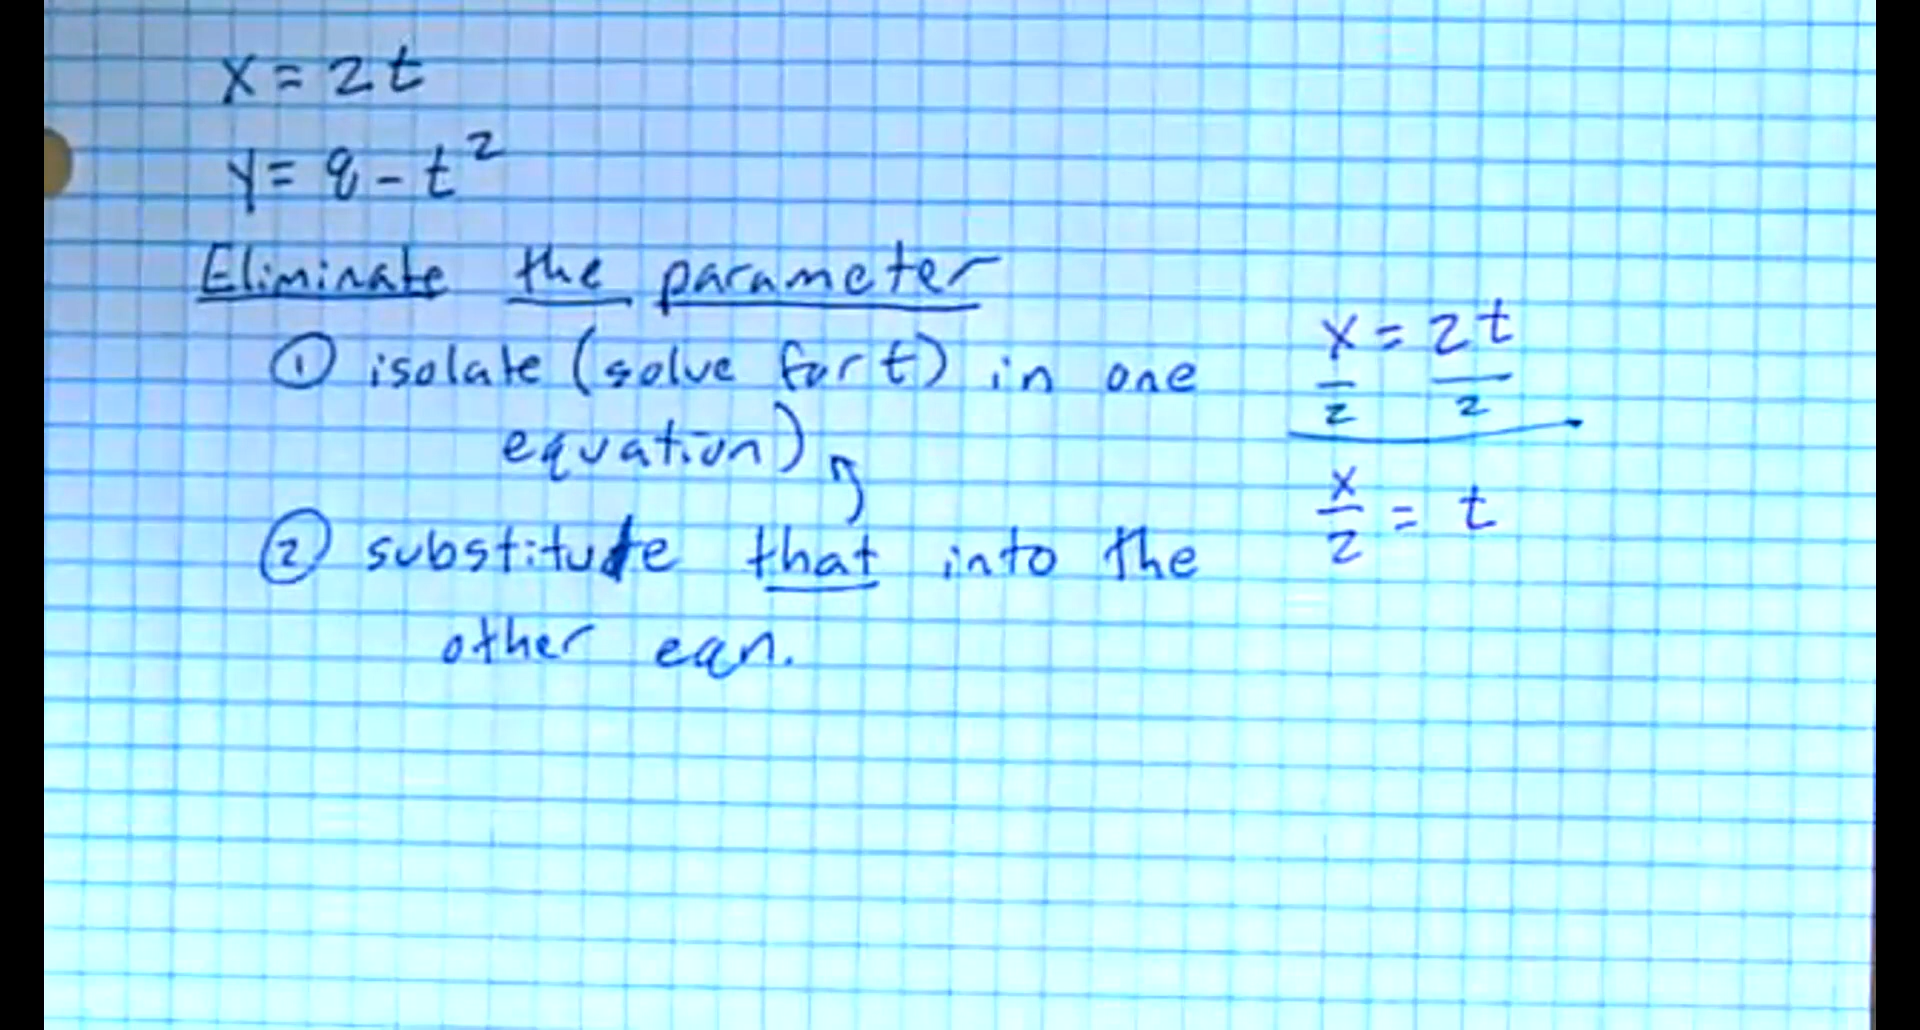 x = 2t
y = 8 - t²
Eliminate the parameter
① isolate (solve for t) in one
equation)
② substitute that into the
other eqn.
x = 2t
2 2
x/2 = t